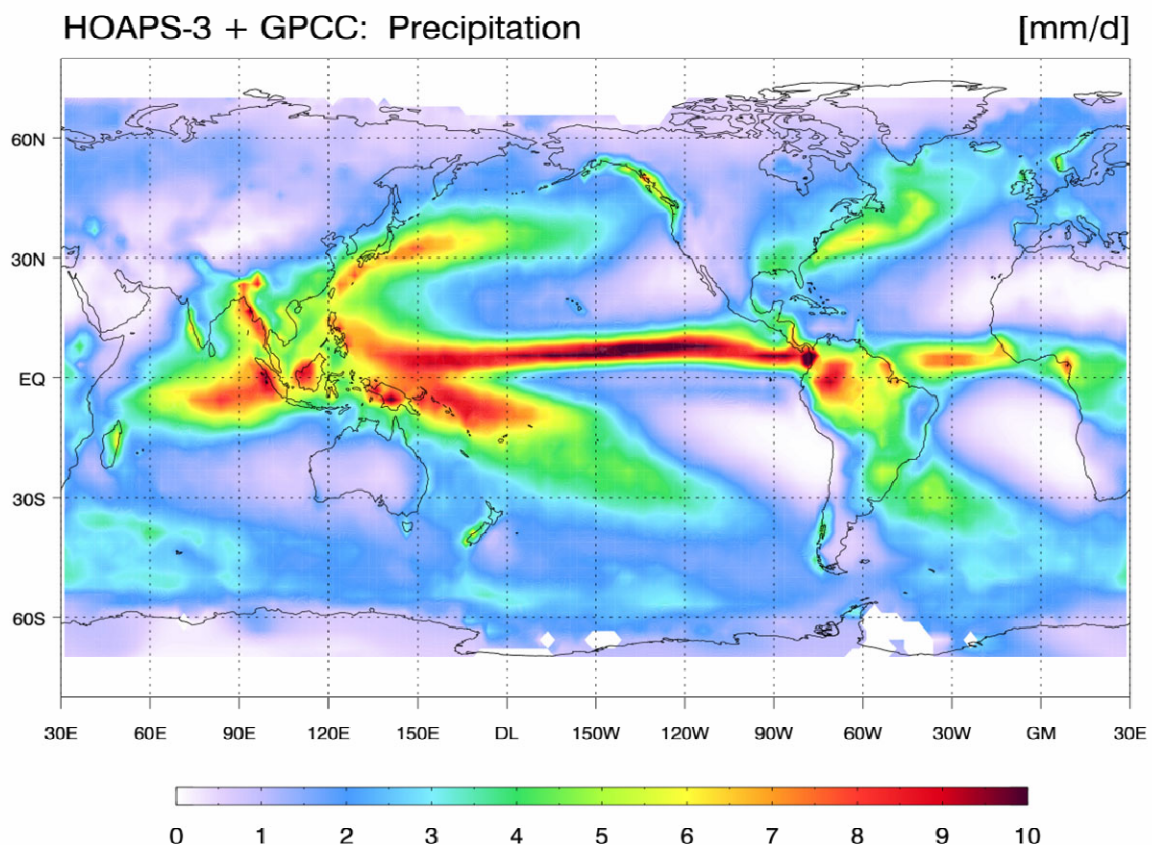 HOAPS-3 + GPCC: Precipitation [mm/d]
60N
30N
EQ
30S
60S
30E 60E 90E 120E 150E DL 150W 120W 90W 60W 30W GM 30E
0 1 2 3 4 5 6 7 8 9 10